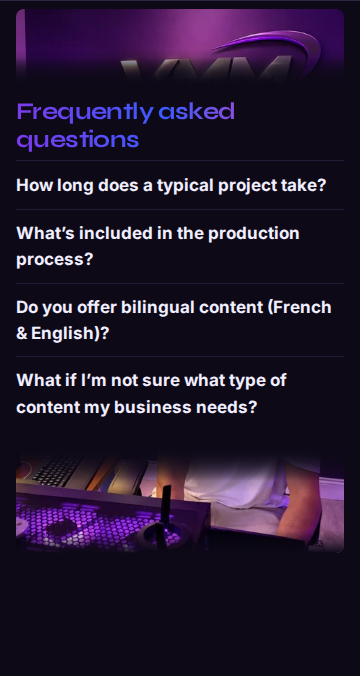 Frequently asked
questions
How long does a typical project take?
What’s included in the production
process?
Do you offer bilingual content (French
& English)?
What if I’m not sure what type of
content my business needs?